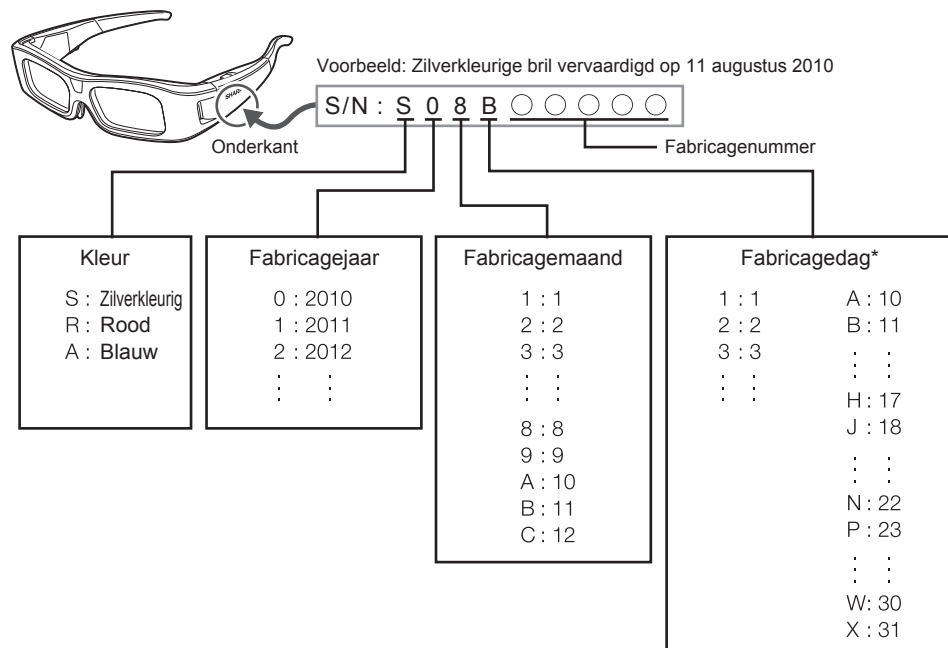 Voorbeeld: Zilverkleurige bril vervaardigd op 11 augustus 2010
SHARP
S/N : S 0 8 B ○ ○ ○ ○ ○
Onderkant
Fabricagenummer
Kleur
S : Zilverkleurig
R : Rood
A : Blauw
Fabricagejaar
0 : 2010
1 : 2011
2 : 2012
: :
Fabricagemaand
1 : 1
2 : 2
3 : 3
: :
8 : 8
9 : 9
A : 10
B : 11
C : 12
Fabricagedag*
1 : 1
2 : 2
3 : 3
: :
A : 10
B : 11
: :
H : 17
J : 18
: :
N : 22
P : 23
: :
W: 30
X : 31